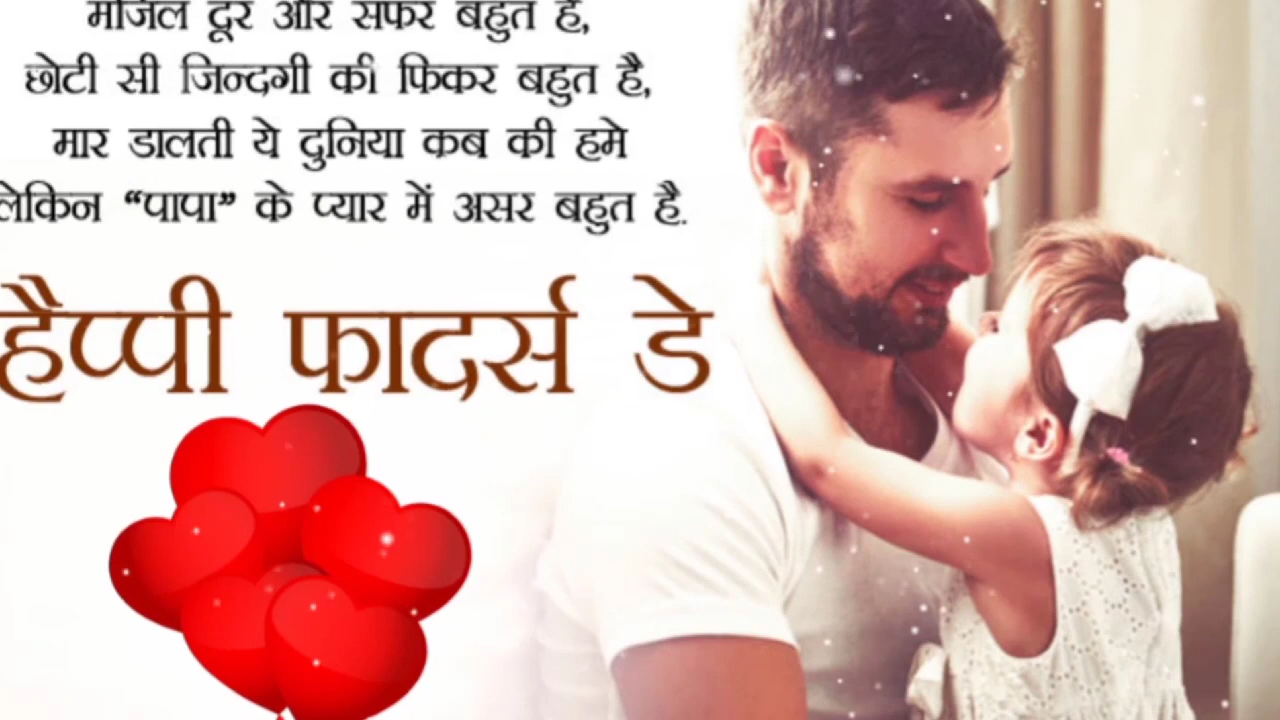 मंजिल दूर और सफर बहुत है,
छोटी सी जिन्दगी की फिकर बहुत है,
मार डालती ये दुनिया कब की हमे
लेकिन “पापा” के प्यार में असर बहुत है.
हैप्पी फादर्स डे